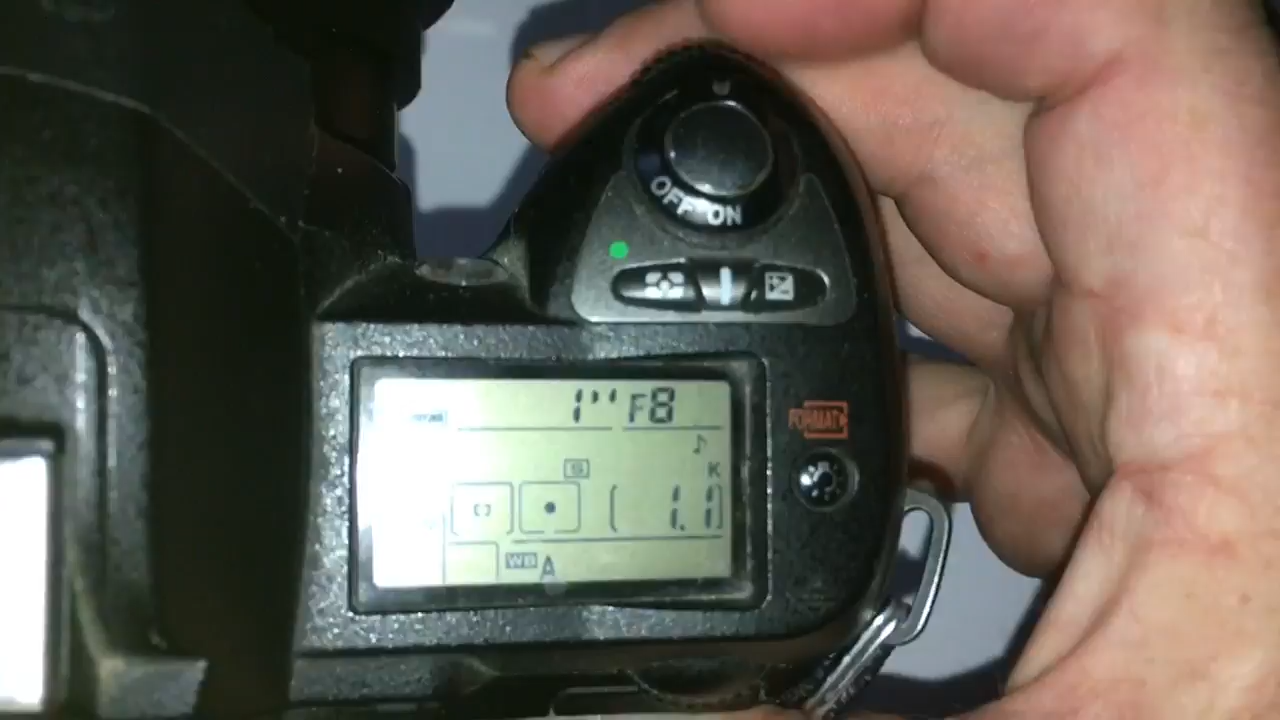 OFF ON
1'' F8
FORMAT
S
K
[ 1.1]
WB A